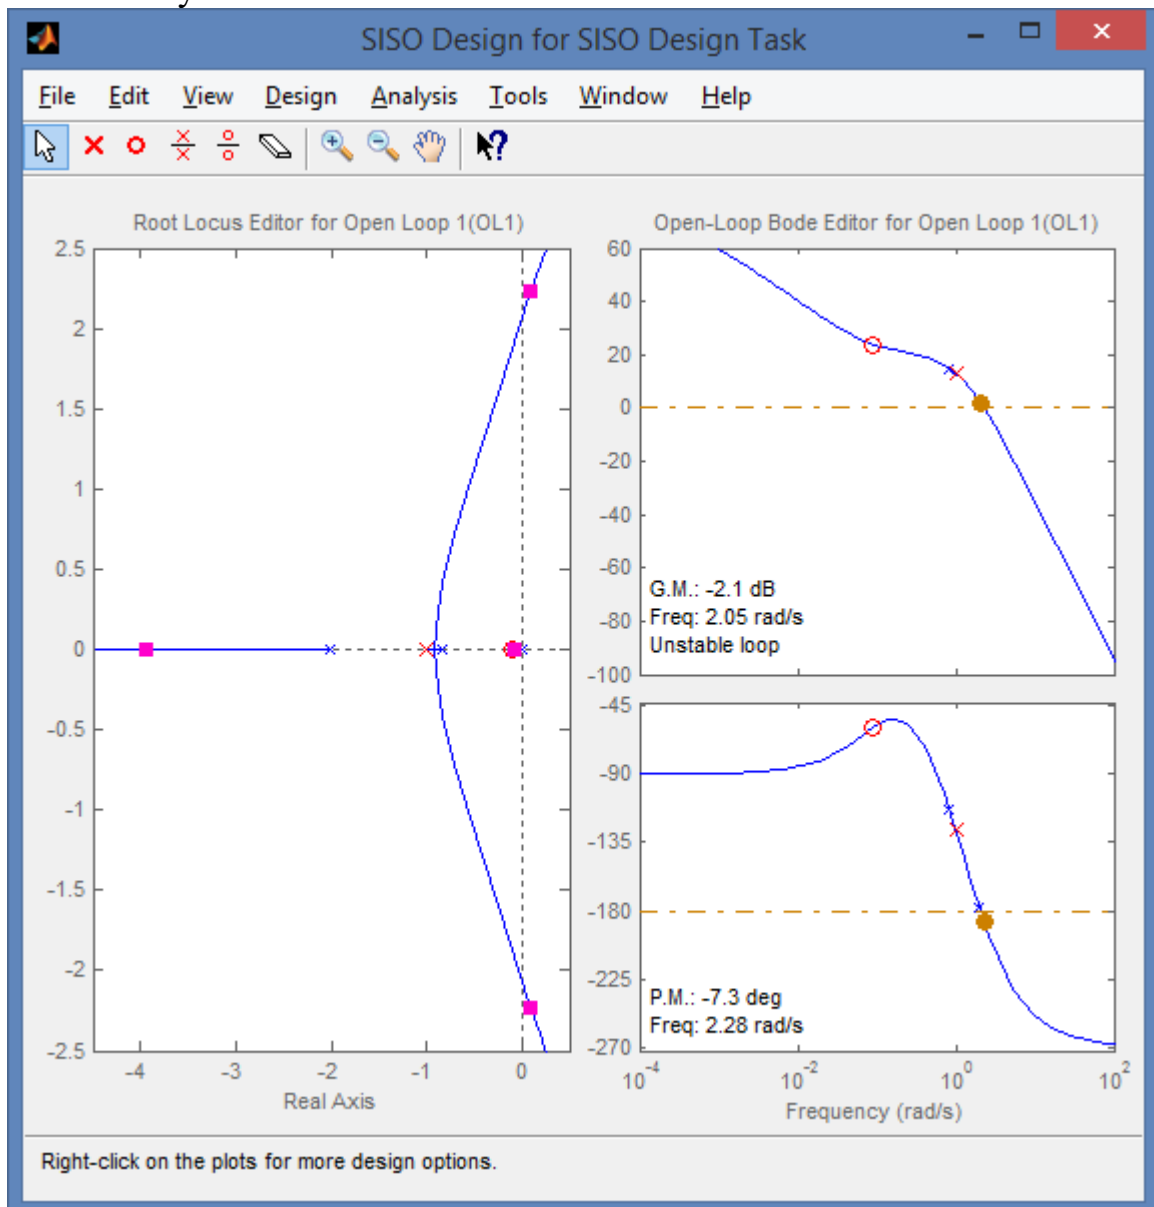 SISO Design for SISO Design Task
File Edit View Design Analysis Tools Window Help
Root Locus Editor for Open Loop 1(OL1)
2.5
2
1.5
1
0.5
0
-0.5
-1
-1.5
-2
-2.5
-4 -3 -2 -1 0
Real Axis
Open-Loop Bode Editor for Open Loop 1(OL1)
60
40
20
0
-20
-40
-60
-80
-100
G.M.: -2.1 dB
Freq: 2.05 rad/s
Unstable loop
-45
-90
-135
-180
-225
-270
P.M.: -7.3 deg
Freq: 2.28 rad/s
10^-4 10^-2 10^0 10^2
Frequency (rad/s)
Right-click on the plots for more design options.